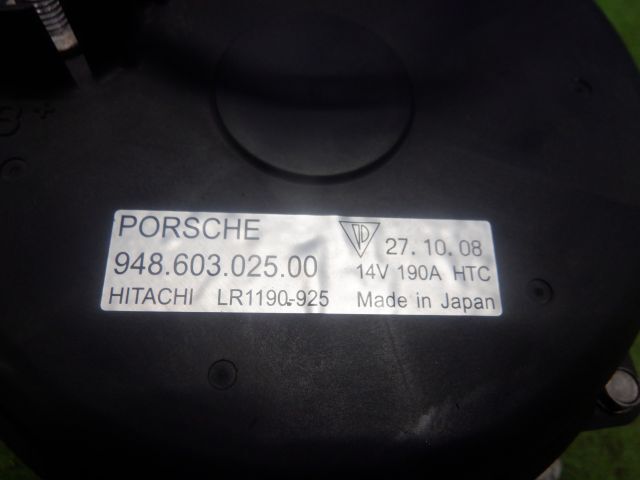 B+
PORSCHE
27.10.08
948.603.025.00
14V 190A HTC
HITACHI LR1190-925
Made in Japan